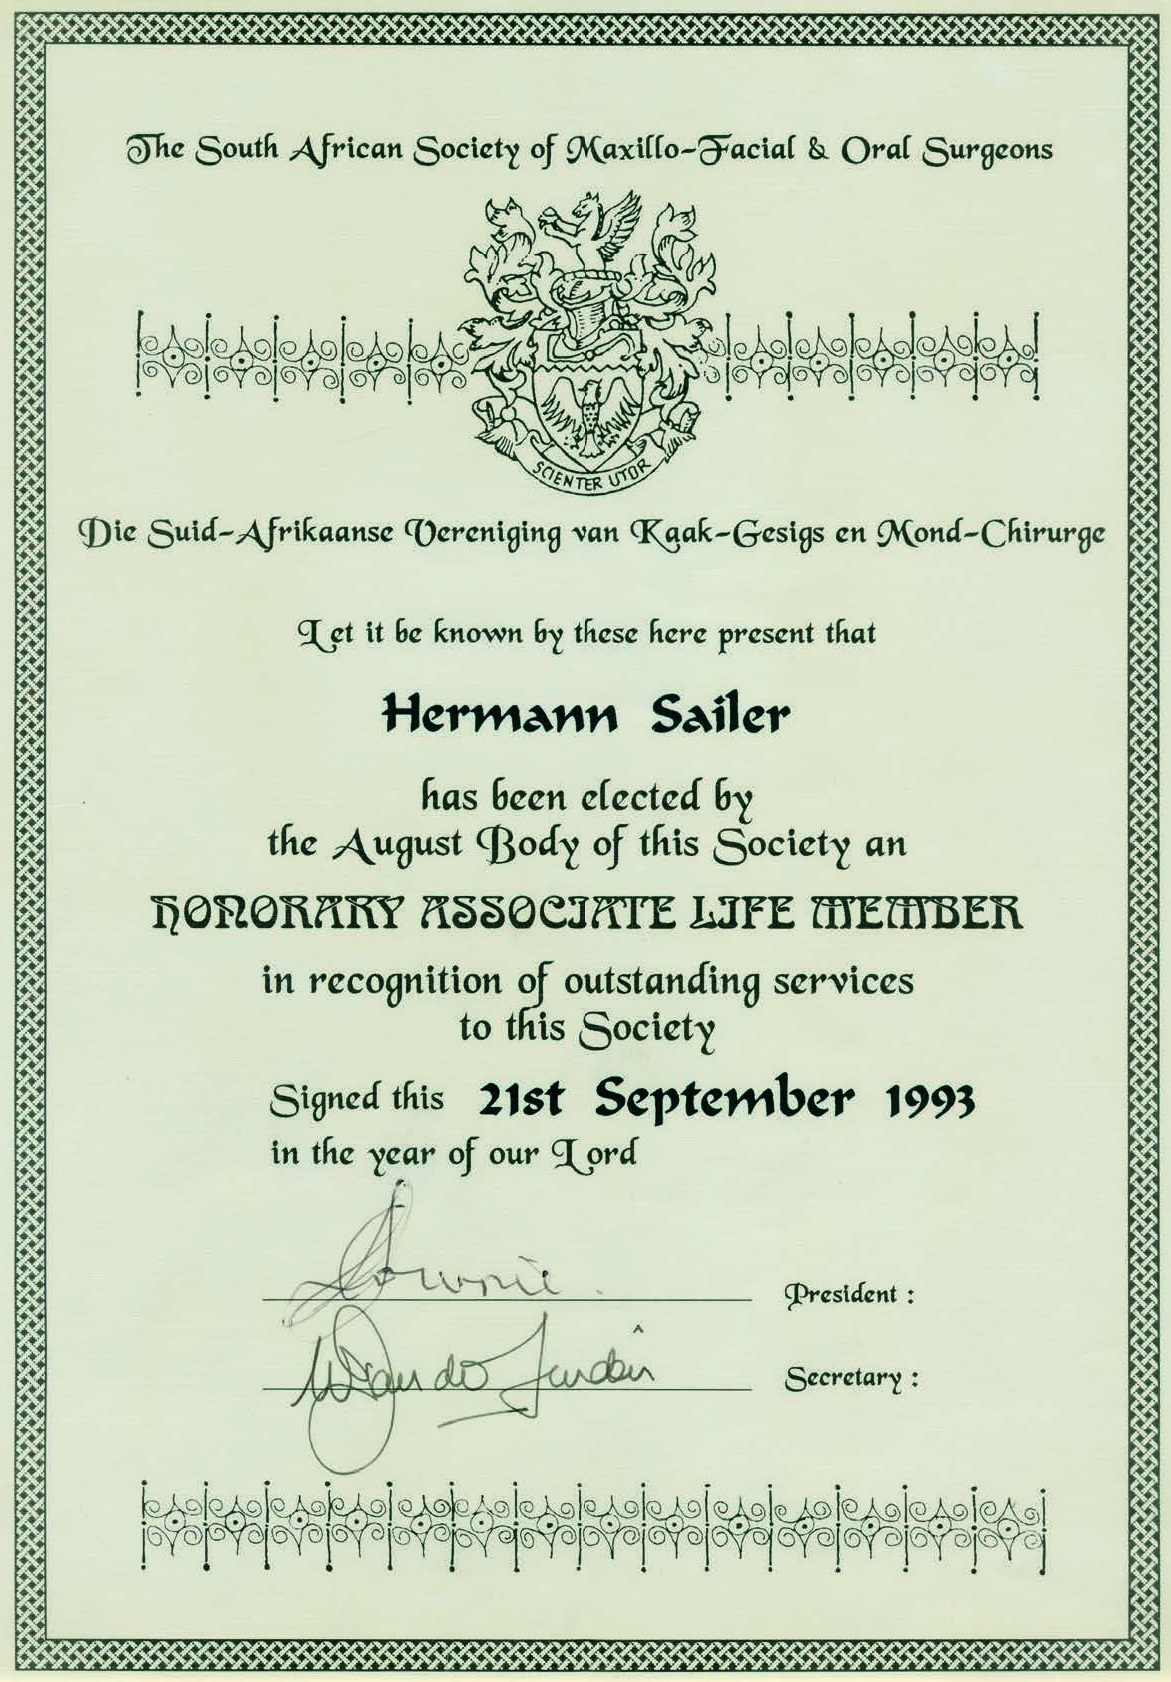 The South African Society of Maxillo-Facial & Oral Surgeons
SCIENTER UTOR
Die Suid-Afrikaanse Vereniging van Kaak-Gesigs en Mond-Chirurge
Let it be known by these here present that
Hermann Sailer
has been elected by
the August Body of this Society an
HONORARY ASSOCIATE LIFE MEMBER
in recognition of outstanding services
to this Society
Signed this 21st September 1993
in the year of our Lord
President :
Secretary :